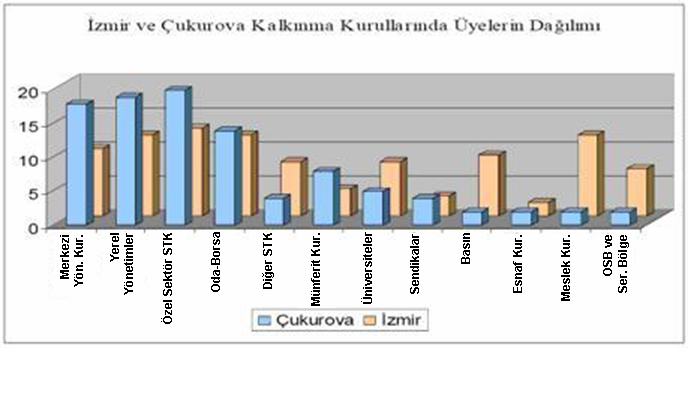 İzmir ve Çukurova Kalkınma Kurullarında Üyelerin Dağılımı
20
15
10
5
0
Merkezi
Yön. Kur.
Yerel
Yönetimler
Özel Sektör STK
Oda-Borsa
Diğer STK
Münferit Kur.
Üniversiteler
Sendikalar
Basın
Esnaf Kur.
Meslek Kur.
OSB ve
Ser. Bölge
Çukurova
İzmir